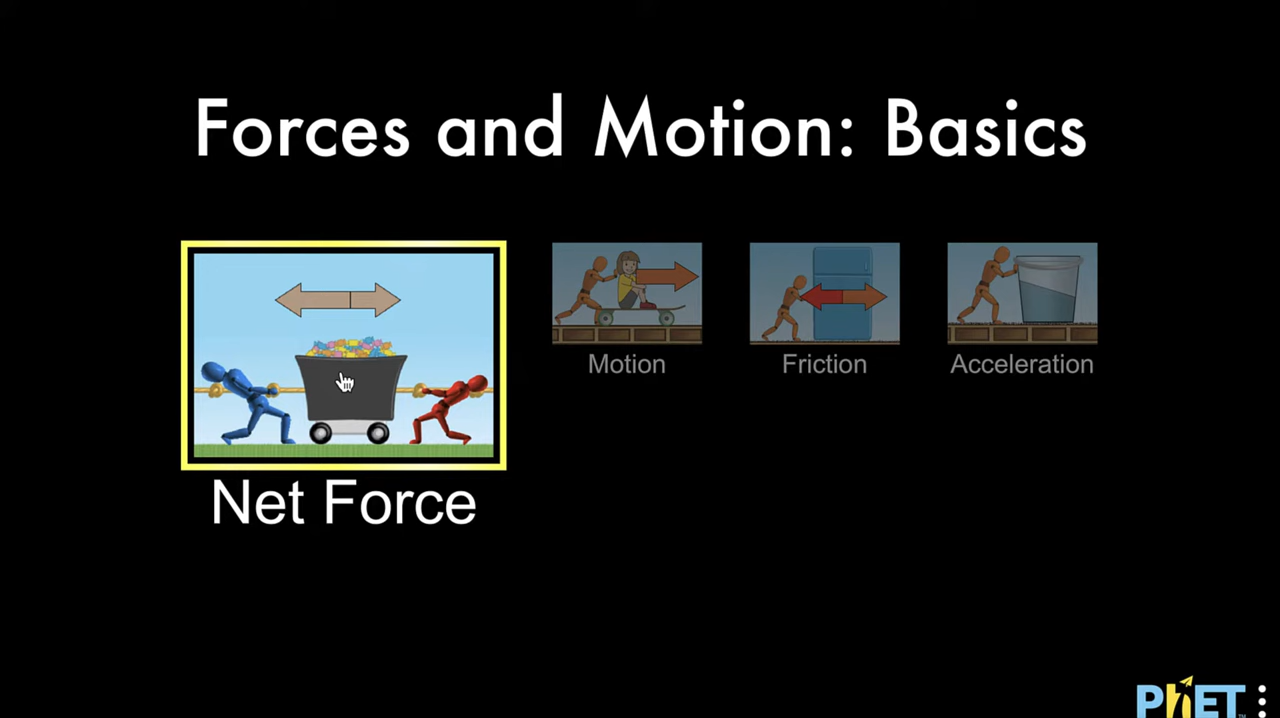 Forces and Motion: Basics
Net Force
Motion
Friction
Acceleration
PhET